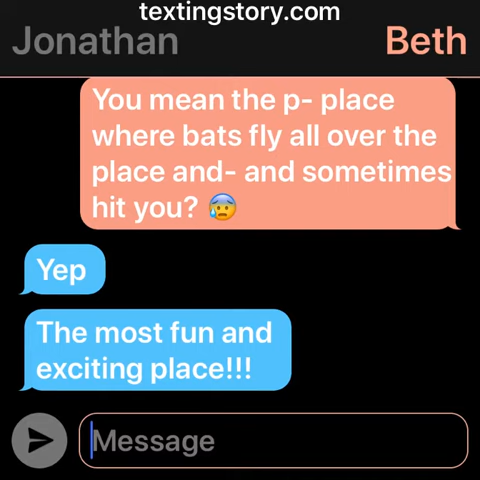 textingstory.com
Jonathan
Beth
You mean the p- place
where bats fly all over the
place and- and sometimes
hit you? 😰
Yep
The most fun and
exciting place!!!
Message